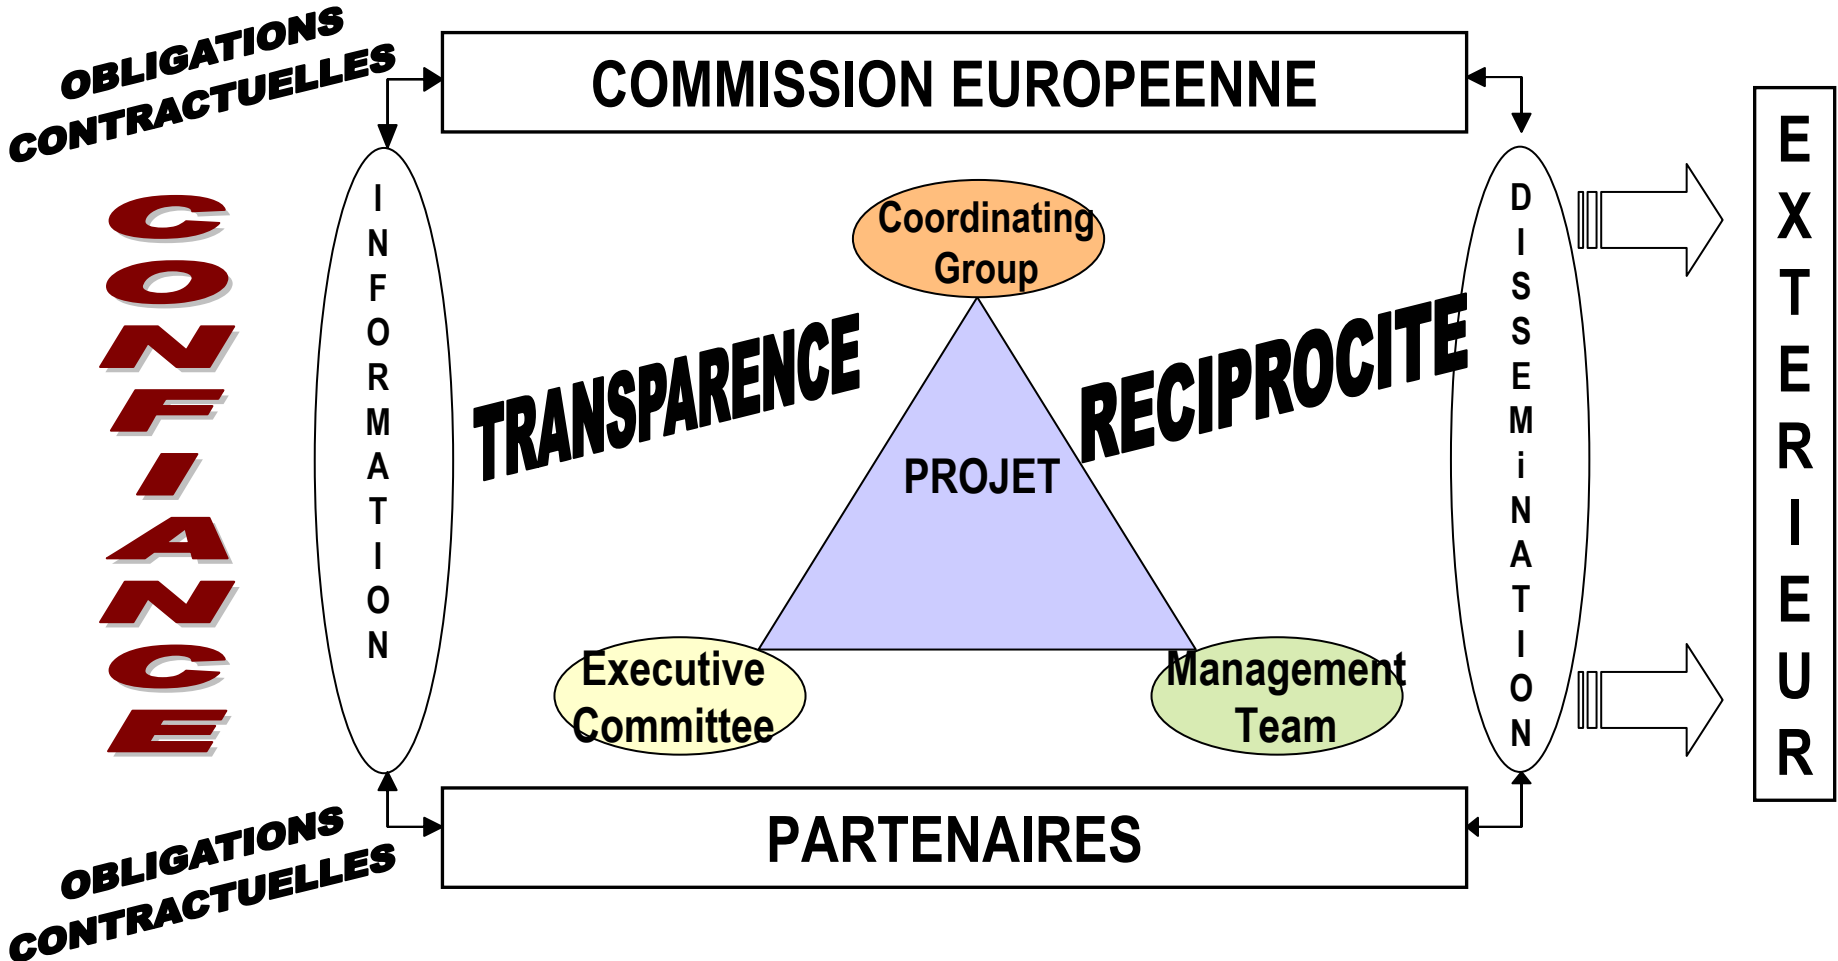 OBLIGATIONS
CONTRACTUELLES
COMMISSION EUROPEENNE
CONFIANCE
INFORMATION
TRANSPARENCE
Coordinating
Group
PROJET
RECIPROCITE
Executive
Committee
Management
Team
DISSEMiNATION
EXTERIEUR
OBLIGATIONS
CONTRACTUELLES
PARTENAIRES